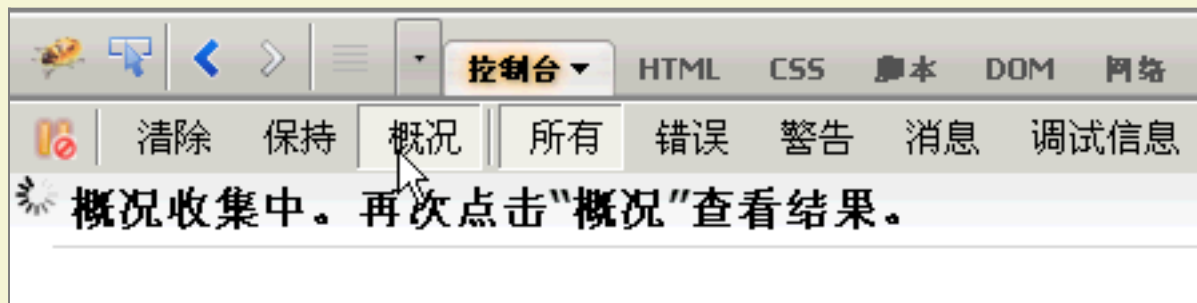 控制台 HTML CSS 脚本 DOM 网络
清除 保持 概况 所有 错误 警告 消息 调试信息
概况收集中。再次点击“概况”查看结果。